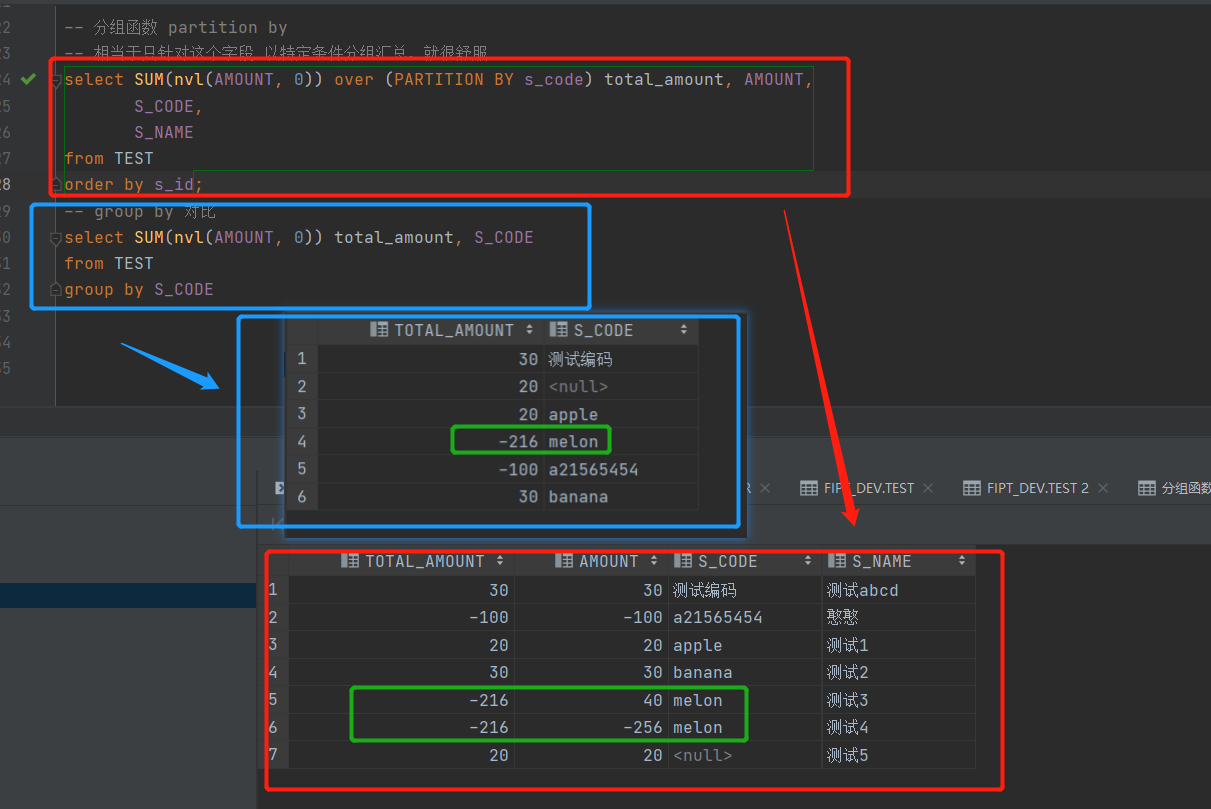 22 -- 分组函数 partition by
23 -- 相当于只针对这个字段 以特定条件分组汇总，就很舒服
24 select SUM(nvl(AMOUNT, 0)) over (PARTITION BY s_code) total_amount, AMOUNT,
25 S_CODE,
26 S_NAME
27 from TEST
28 order by s_id;
29 -- group by 对比
30 select SUM(nvl(AMOUNT, 0)) total_amount, S_CODE
31 from TEST
32 group by S_CODE
33
34
35
TOTAL_AMOUNT S_CODE
1 30 测试编码
2 20 <null>
3 20 apple
4 -216 melon
5 -100 a21565454
6 30 banana
FIPT_DEV.TEST FIPT_DEV.TEST 2 分组函数
TOTAL_AMOUNT AMOUNT S_CODE S_NAME
1 30 30 测试编码 测试abcd
2 -100 -100 a21565454 憨憨
3 20 20 apple 测试1
4 30 30 banana 测试2
5 -216 40 melon 测试3
6 -216 -256 melon 测试4
7 20 20 <null> 测试5